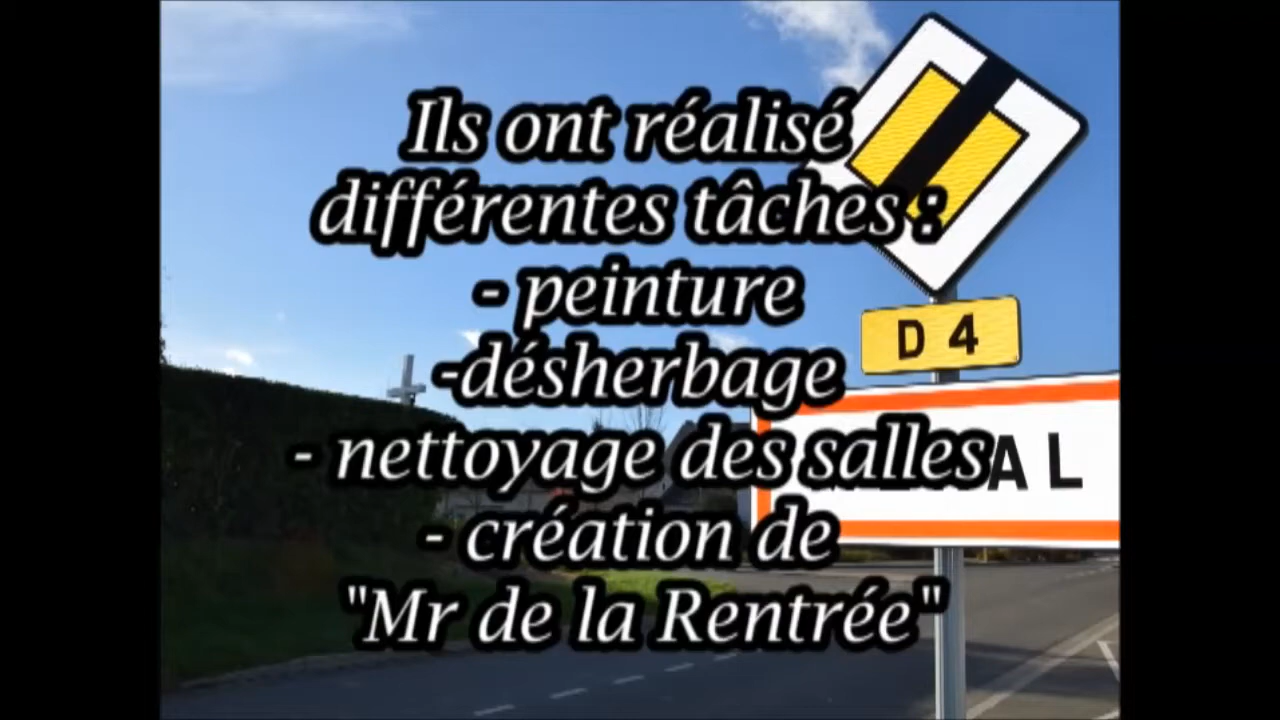 Ils ont réalisé
différentes tâches :
- peinture
-désherbage
- nettoyage des salles
- création de
"Mr de la Rentrée"
D 4